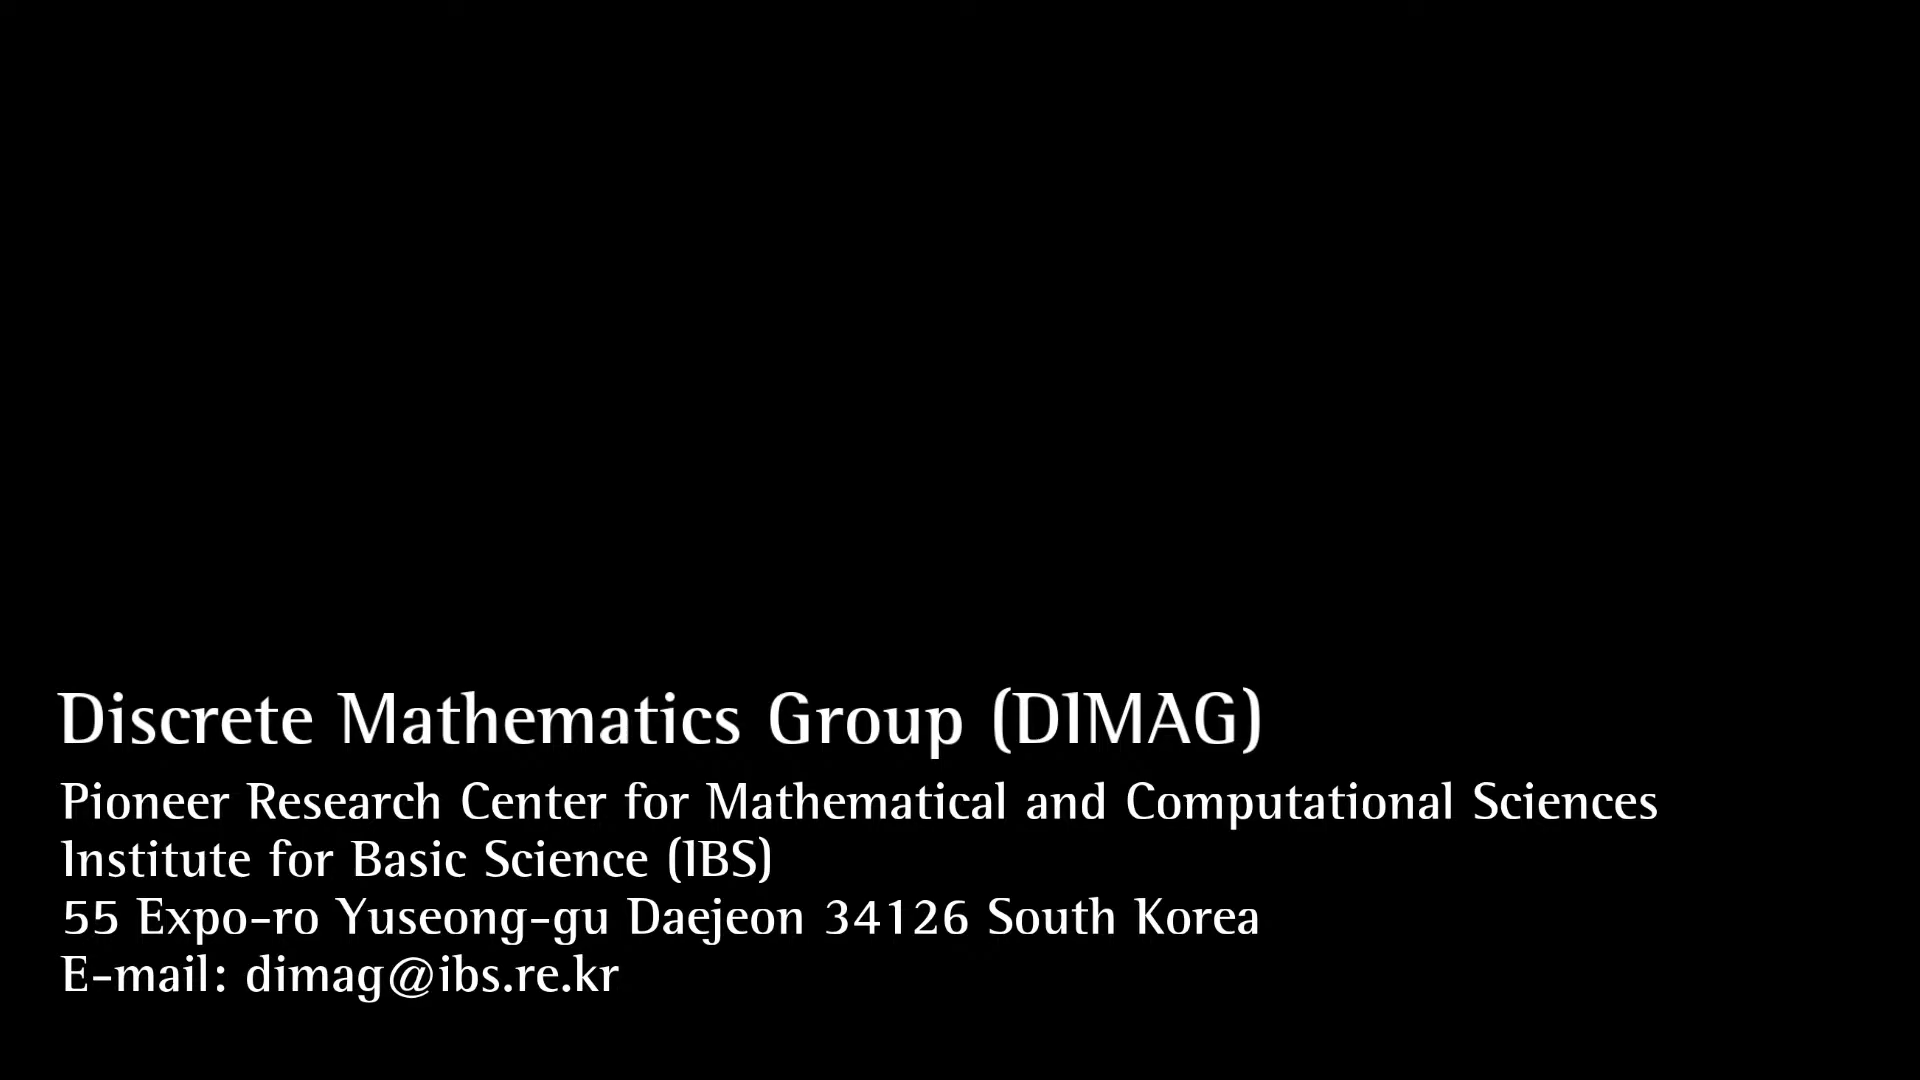 Discrete Mathematics Group (DIMAG)
Pioneer Research Center for Mathematical and Computational Sciences
Institute for Basic Science (IBS)
55 Expo-ro Yuseong-gu Daejeon 34126 South Korea
E-mail: dimag@ibs.re.kr